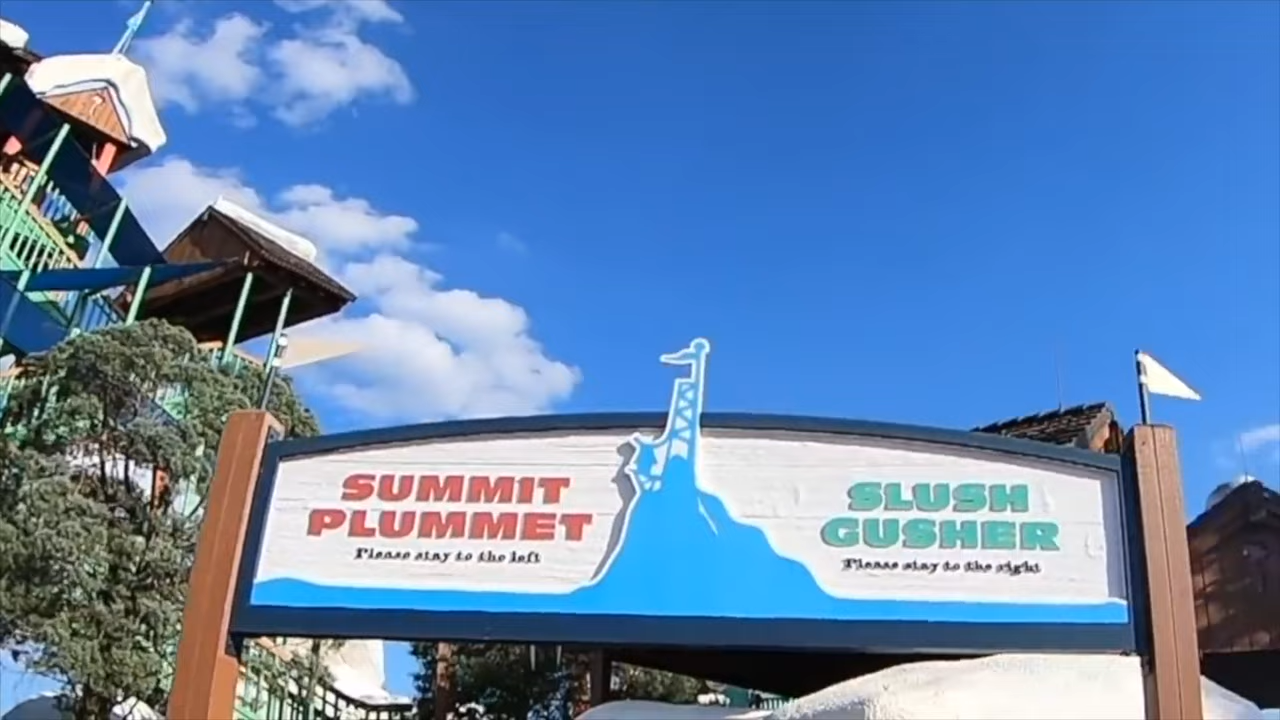 SUMMIT
PLUMMET
Please stay to the left
SLUSH
GUSHER
Please stay to the right